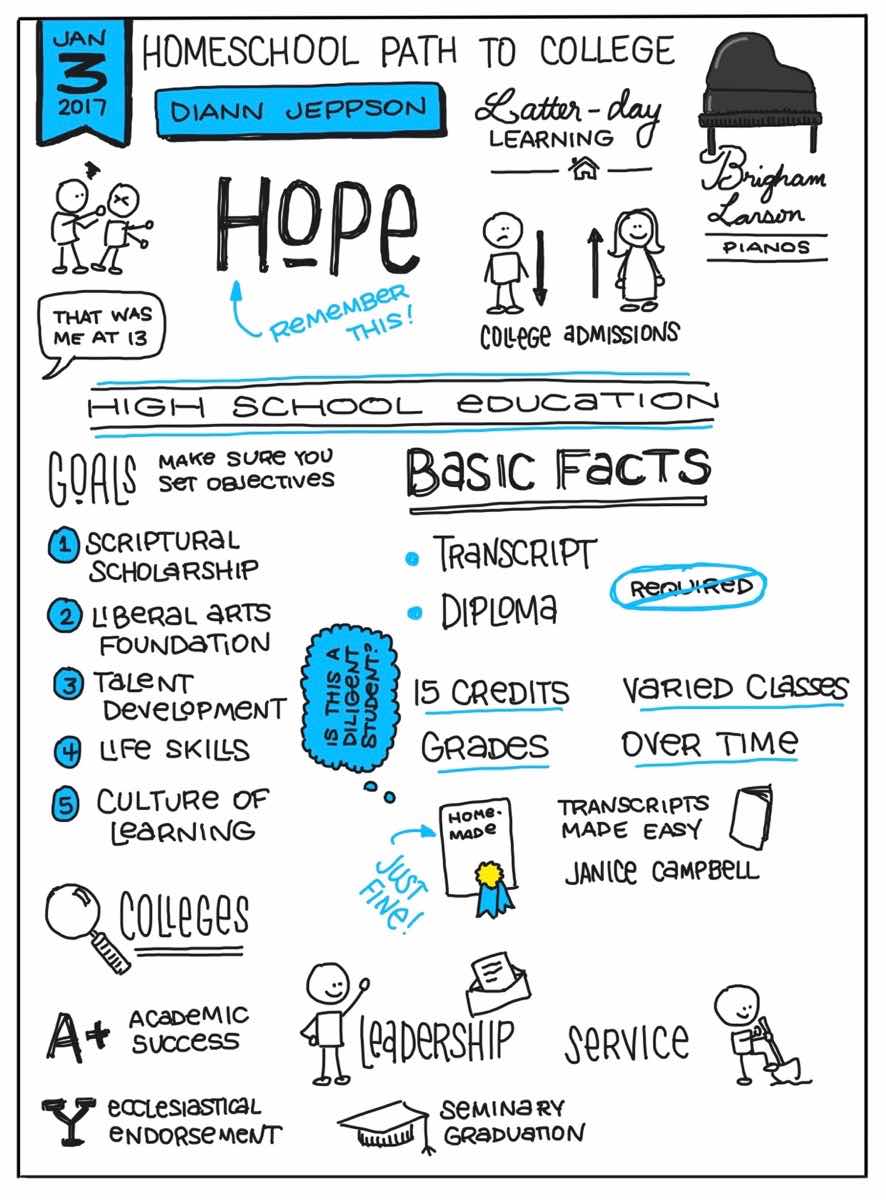 JAN
3
2017
HOMESCHOOL PATH TO COLLEGE
DIANN JEPPSON
Latter-day
LEARNING
Brigham
Larson
PIANOS
HOPE
REMEMBER
THIS!
THAT WAS
ME AT 13
COLLEGE ADMISSIONS
HIGH SCHOOL EDUCATION
GOALS
MAKE SURE YOU
SET OBJECTIVES
1 SCRIPTURAL
SCHOLARSHIP
2 LIBERAL ARTS
FOUNDATION
3 TALENT
DEVELOPMENT
4 LIFE SKILLS
5 CULTURE OF
LEARNING
BASIC FACTS
• TRANSCRIPT
• DIPLOMA
REQUIRED
IS THIS A
DILIGENT
STUDENT?
15 CREDITS
VARIED CLASSES
GRADES
OVER TIME
HOME-
MADE
JUST
FINE!
TRANSCRIPTS
MADE EASY
JANICE CAMPBELL
COLLEGES
A+ ACADEMIC
SUCCESS
LEADERSHIP
SERVICE
Y ECCLESIASTICAL
ENDORSEMENT
SEMINARY
GRADUATION